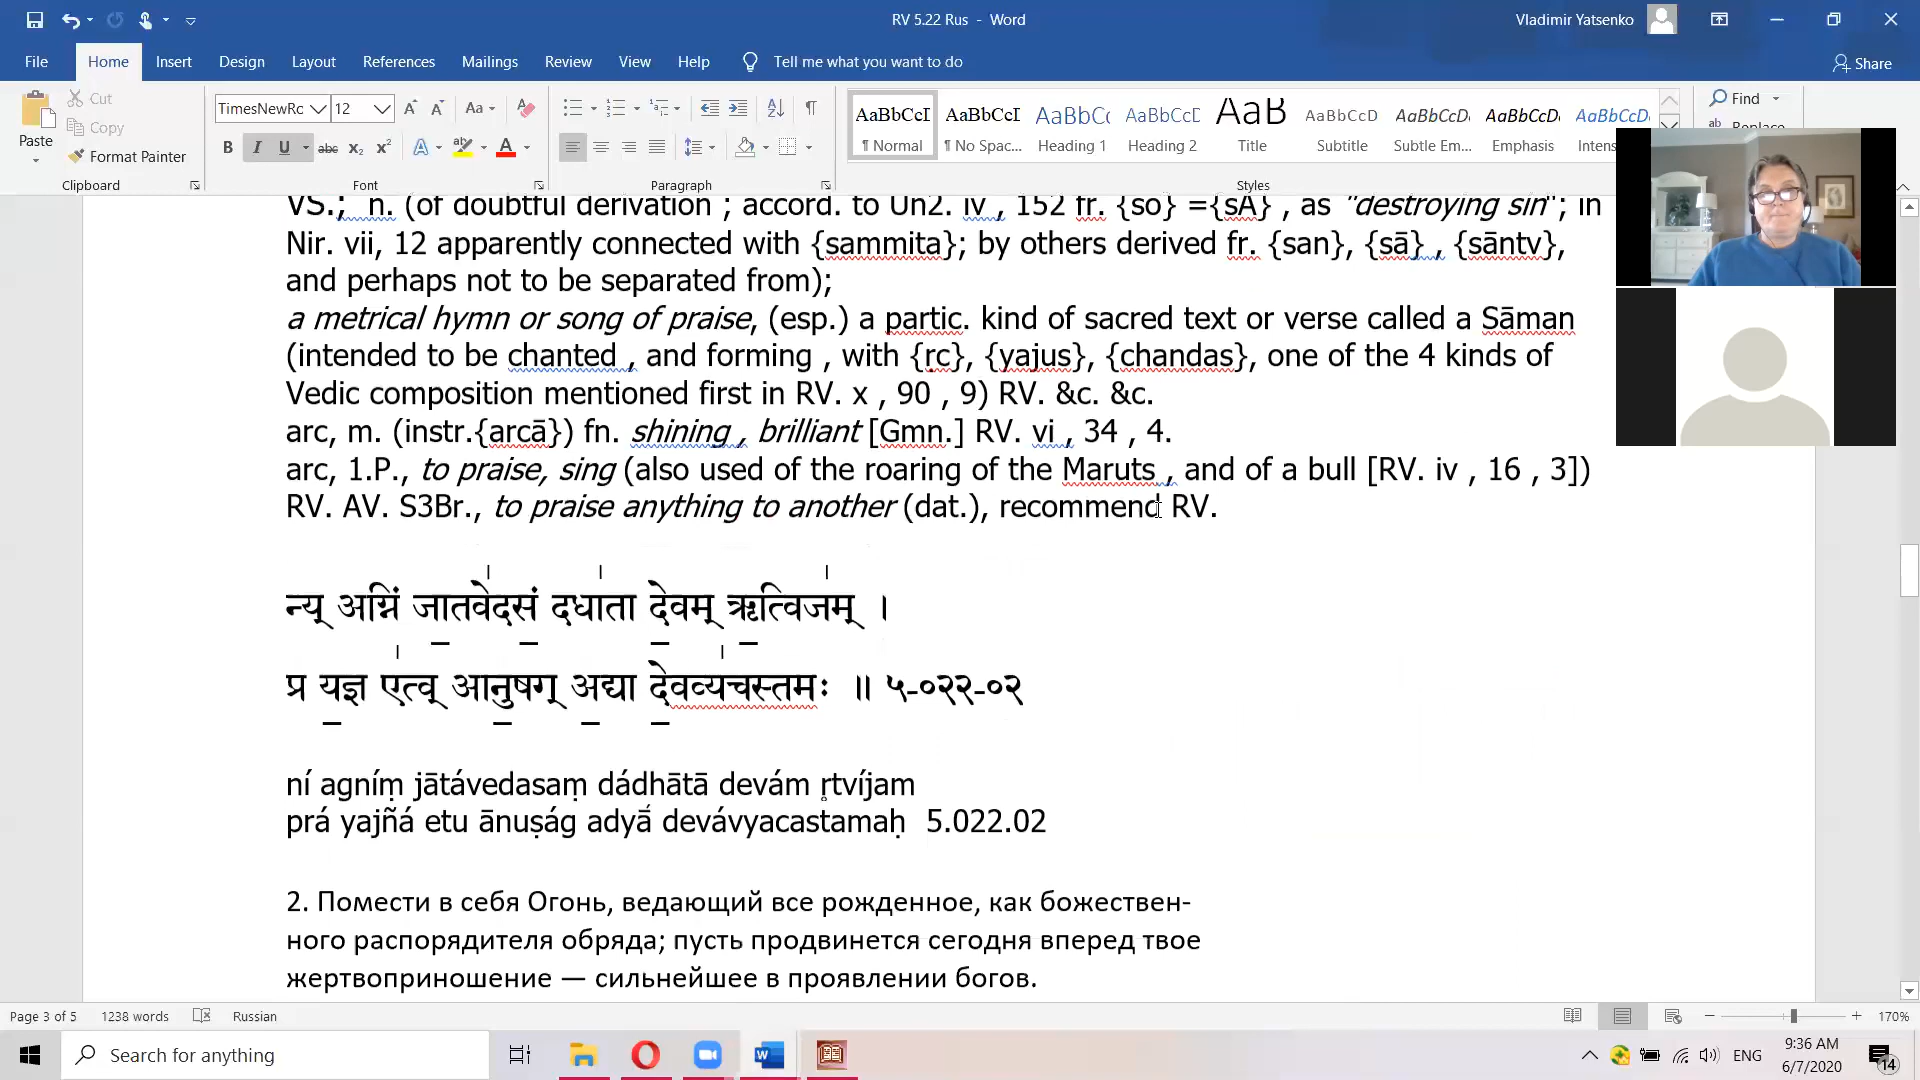 RV 5.22 Rus - Word
Vladimir Yatsenko
File Home Insert Design Layout References Mailings Review View Help Tell me what you want to do
Share
Paste
Cut
Copy
Format Painter
Clipboard
TimesNewRo 12
Font
Paragraph
AaBbCcI AaBbCcI AaBbCc AaBbCcI AaB AaBbCcD AaBbCcD AaBbCcD AaBbCcD
¶ Normal ¶ No Spac... Heading 1 Heading 2 Title Subtitle Subtle Em... Emphasis Intens
Styles
Find
Replace
VS.; n. (of doubtful derivation ; accord. to Un2. iv , 152 fr. {so} ={sA} , as "destroying sin"; in
Nir. vii, 12 apparently connected with {sammita}; by others derived fr. {san}, {sā} , {sāntv},
and perhaps not to be separated from);
a metrical hymn or song of praise, (esp.) a partic. kind of sacred text or verse called a Sāman
(intended to be chanted , and forming , with {rc}, {yajus}, {chandas}, one of the 4 kinds of
Vedic composition mentioned first in RV. x , 90 , 9) RV. &c. &c.
arc, m. (instr.{arcā}) fn. shining , brilliant [Gmn.] RV. vi , 34 , 4.
arc, 1.P., to praise, sing (also used of the roaring of the Maruts , and of a bull [RV. iv , 16 , 3])
RV. AV. S3Br., to praise anything to another (dat.), recommend RV.
न्य् अ॒ग्निं जा॒तवे॑दसं॒ दधा॑ता दे॒वम् ऋ॒त्विज॑म् ।
प्र य॒ज्ञ ए॑त्व् आनु॒षग् अ॒द्या दे॒वव्य॑चस्तमः ॥ ५-०२२-०२
ní agníṃ jātávedasaṃ dádhātā devám r̥tvíjam
prá yajñá etu ānuṣág adyā́ devávyacastamaḥ 5.022.02
2. Помести в себя Огонь, ведающий все рожденное, как божествен-
ного распорядителя обряда; пусть продвинется сегодня вперед твое
жертвоприношение — сильнейшее в проявлении богов.
Page 3 of 5 1238 words Russian
170%
Search for anything
ENG
9:36 AM
6/7/2020
14